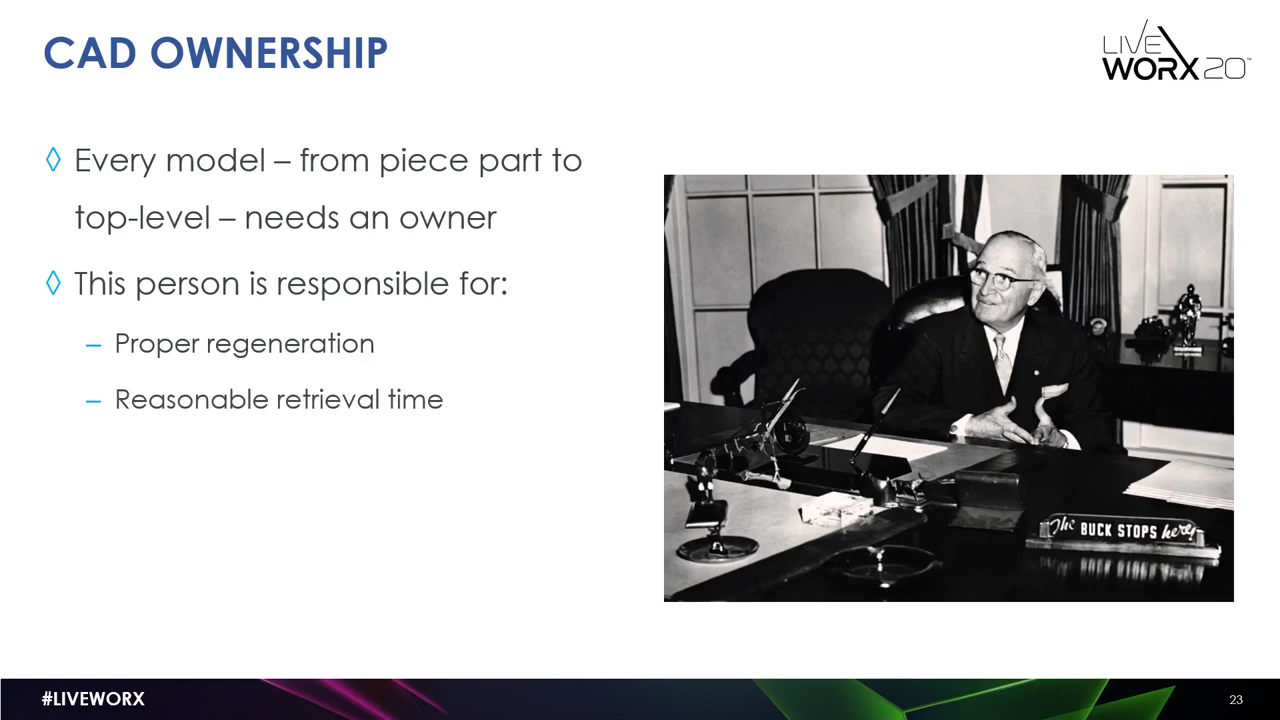 CAD OWNERSHIP
LIVE
WORX 20™
◊ Every model – from piece part to
top-level – needs an owner
◊ This person is responsible for:
– Proper regeneration
– Reasonable retrieval time
The BUCK STOPS here!
#LIVEWORX
23